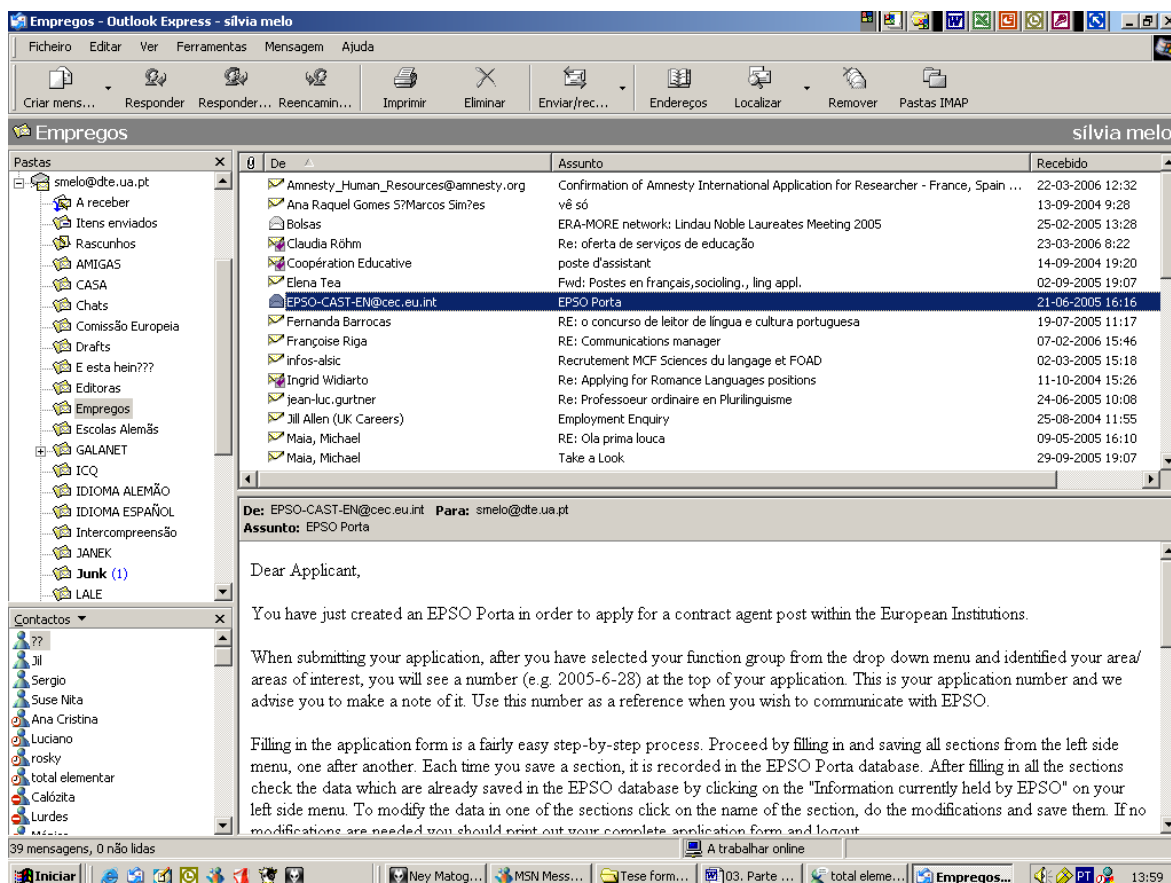 Empregos - Outlook Express - sílvia melo
Ficheiro Editar Ver Ferramentas Mensagem Ajuda
Criar mens... Responder Responder... Reencamin... Imprimir Eliminar Enviar/rec... Endereços Localizar Remover Pastas IMAP
Empregos sílvia melo
Pastas
smelo@dte.ua.pt
A receber
Itens enviados
Rascunhos
AMIGAS
CASA
Chats
Comissão Europeia
Drafts
E esta hein???
Editoras
Empregos
Escolas Alemãs
GALANET
ICQ
IDIOMA ALEMÃO
IDIOMA ESPAÑOL
Intercompreensão
JANEK
Junk (1)
LALE
Contactos
??
Jil
Sergio
Suse Nita
Ana Cristina
Luciano
rosky
total elementar
Calózita
Lurdes
De Assunto Recebido
Amnesty_Human_Resources@amnesty.org Confirmation of Amnesty International Application for Researcher - France, Spain ... 22-03-2006 12:32
Ana Raquel Gomes S?Marcos Sim?es vê só 13-09-2004 9:28
Bolsas ERA-MORE network: Lindau Noble Laureates Meeting 2005 25-02-2005 13:28
Claudia Röhm Re: oferta de serviços de educação 23-03-2006 8:22
Coopération Educative poste d'assistant 14-09-2004 19:20
Elena Tea Fwd: Postes en français,socioling., ling appl. 02-09-2005 19:07
EPSO-CAST-EN@cec.eu.int EPSO Porta 21-06-2005 16:16
Fernanda Barrocas RE: o concurso de leitor de língua e cultura portuguesa 19-07-2005 11:17
Françoise Riga RE: Communications manager 07-02-2006 15:46
infos-alsic Recrutement MCF Sciences du langage et FOAD 02-03-2005 15:18
Ingrid Widiarto Re: Applying for Romance Languages positions 11-10-2004 15:26
jean-luc.gurtner Re: Professoeur ordinaire en Plurilinguisme 24-06-2005 10:08
Jill Allen (UK Careers) Employment Enquiry 25-08-2004 11:55
Maia, Michael RE: Ola prima louca 09-05-2005 16:10
Maia, Michael Take a Look 29-09-2005 19:07
De: EPSO-CAST-EN@cec.eu.int Para: smelo@dte.ua.pt
Assunto: EPSO Porta
Dear Applicant,
You have just created an EPSO Porta in order to apply for a contract agent post within the European Institutions.
When submitting your application, after you have selected your function group from the drop down menu and identified your area/
areas of interest, you will see a number (e.g. 2005-6-28) at the top of your application. This is your application number and we
advise you to make a note of it. Use this number as a reference when you wish to communicate with EPSO.
Filling in the application form is a fairly easy step-by-step process. Proceed by filling in and saving all sections from the left side
menu, one after another. Each time you save a section, it is recorded in the EPSO Porta database. After filling in all the sections
check the data which are already saved in the EPSO database by clicking on the "Information currently held by EPSO" on your
left side menu. To modify the data in one of the sections click on the name of the section, do the modifications and save them. If no
modifications are needed you should print out your complete application form and logout
39 mensagens, 0 não lidas A trabalhar online
Iniciar Ney Matog... MSN Mess... Tese form... 03. Parte ... total eleme... Empregos... PT 13:59